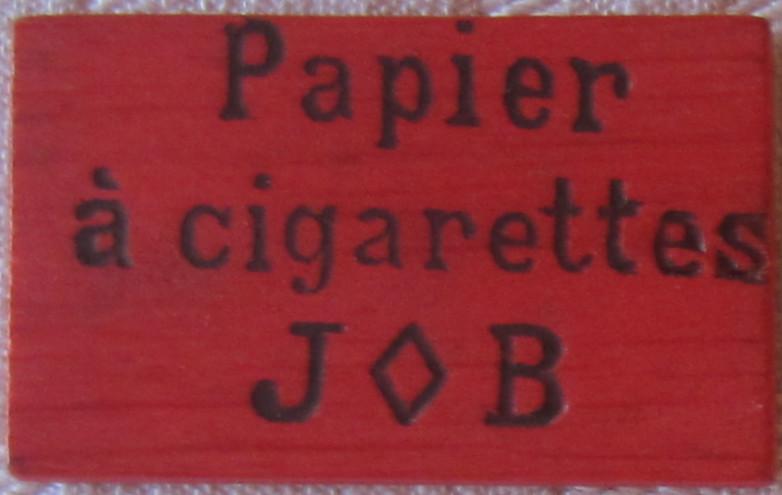 Papier
à cigarettes
J◊B